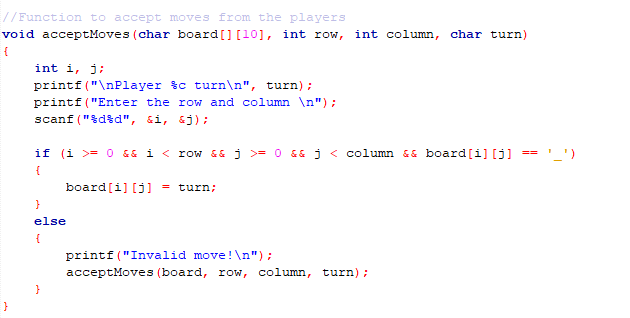 //Function to accept moves from the players
void acceptMoves(char board[][10], int row, int column, char turn)
{
    int i, j;
    printf("\nPlayer %c turn\n", turn);
    printf("Enter the row and column \n");
    scanf("%d%d", &i, &j);

    if (i >= 0 && i < row && j >= 0 && j < column && board[i][j] == '_')
    {
        board[i][j] = turn;
    }
    else
    {
        printf("Invalid move!\n");
        acceptMoves(board, row, column, turn);
    }
}